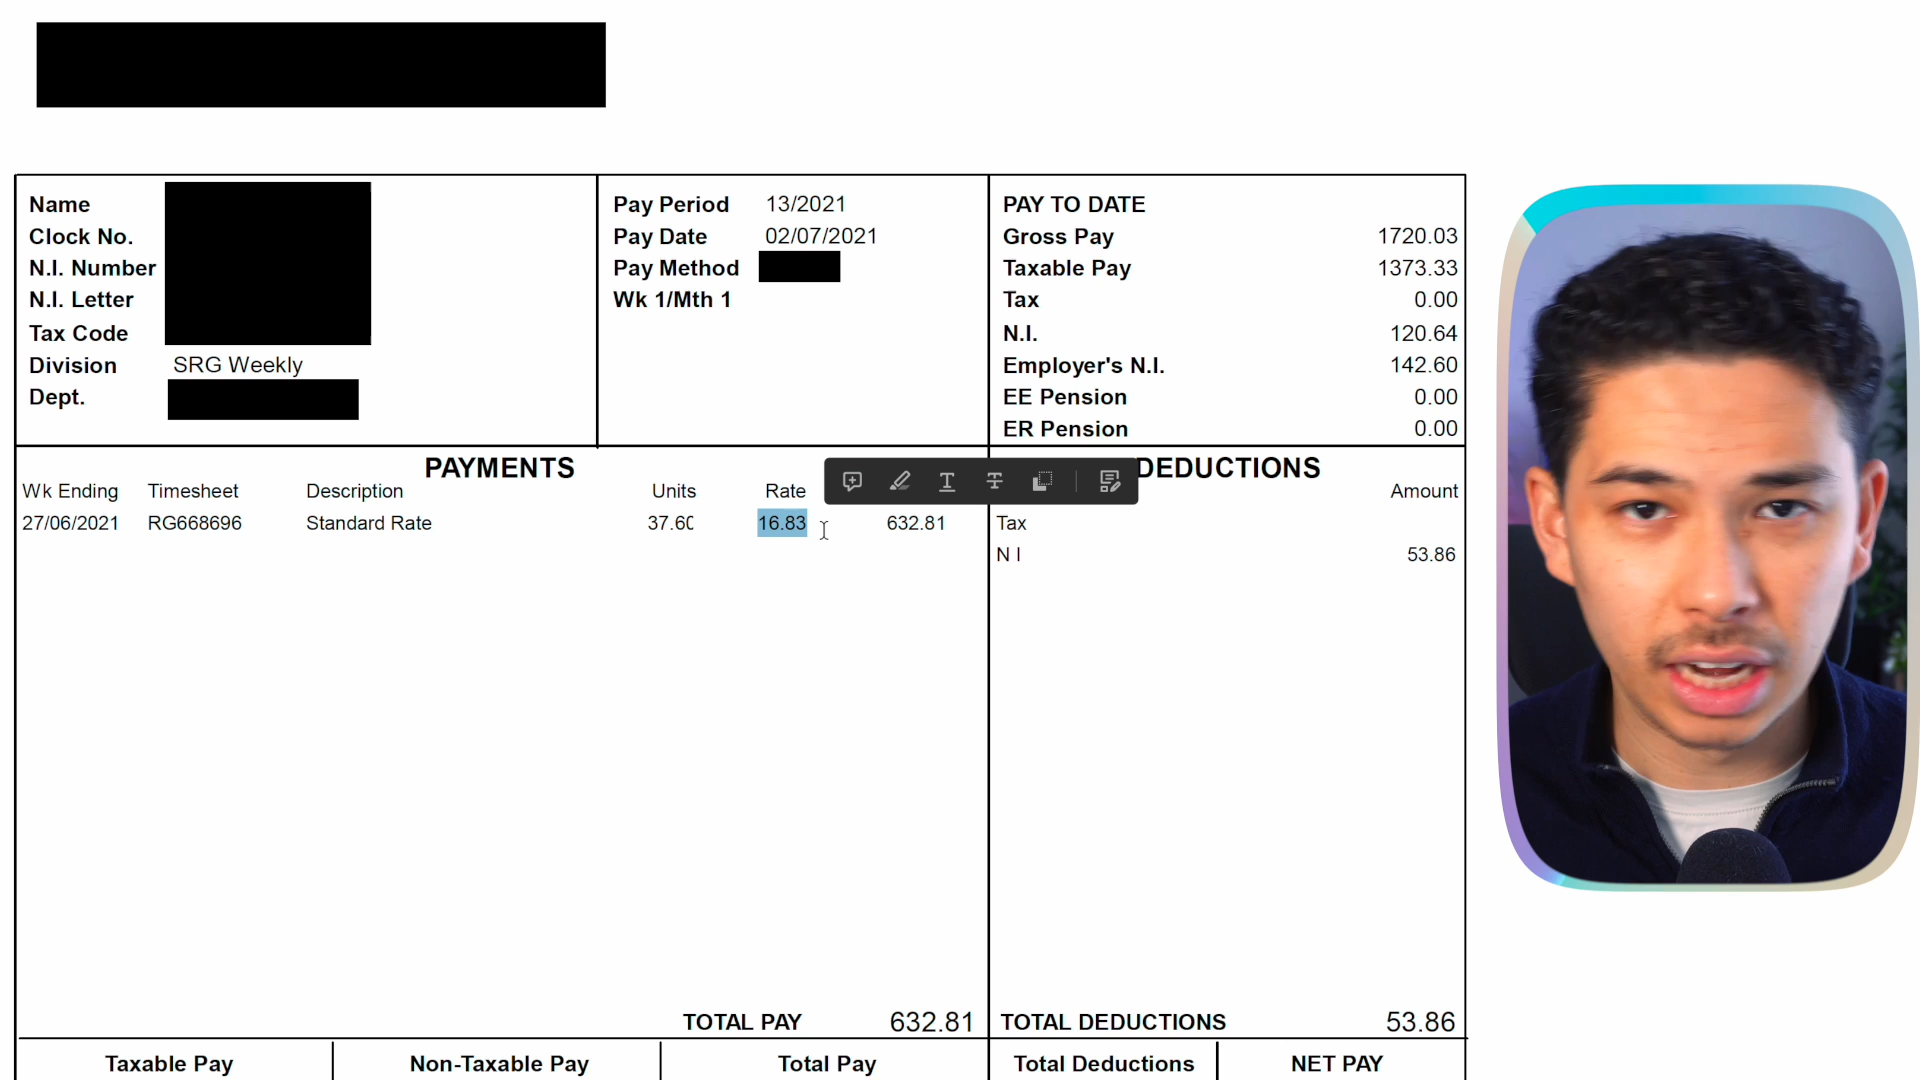 Name
Clock No.
N.I. Number
N.I. Letter
Tax Code
Division SRG Weekly
Dept.
Pay Period 13/2021
Pay Date 02/07/2021
Pay Method
Wk 1/Mth 1
PAY TO DATE
Gross Pay 1720.03
Taxable Pay 1373.33
Tax 0.00
N.I. 120.64
Employer's N.I. 142.60
EE Pension 0.00
ER Pension 0.00
PAYMENTS
Wk Ending Timesheet Description Units Rate
27/06/2021 RG668696 Standard Rate 37.60 16.83 632.81
TOTAL PAY 632.81
DEDUCTIONS
Amount
Tax
N I 53.86
TOTAL DEDUCTIONS 53.86
Taxable Pay Non-Taxable Pay Total Pay Total Deductions NET PAY